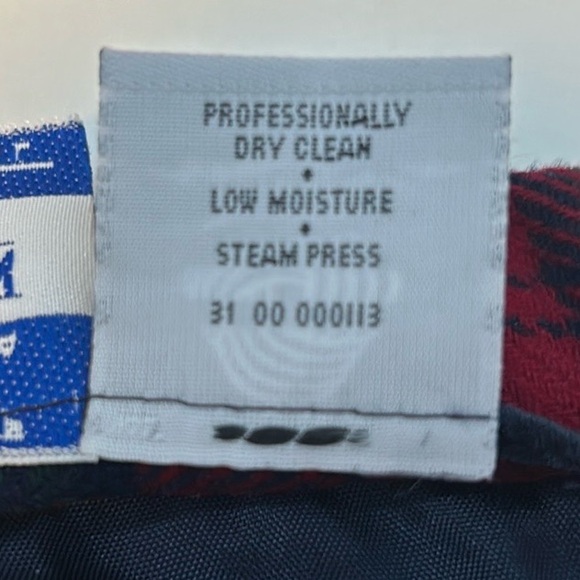 PROFESSIONALLY
DRY CLEAN
•
LOW MOISTURE
•
STEAM PRESS
31 00 000113